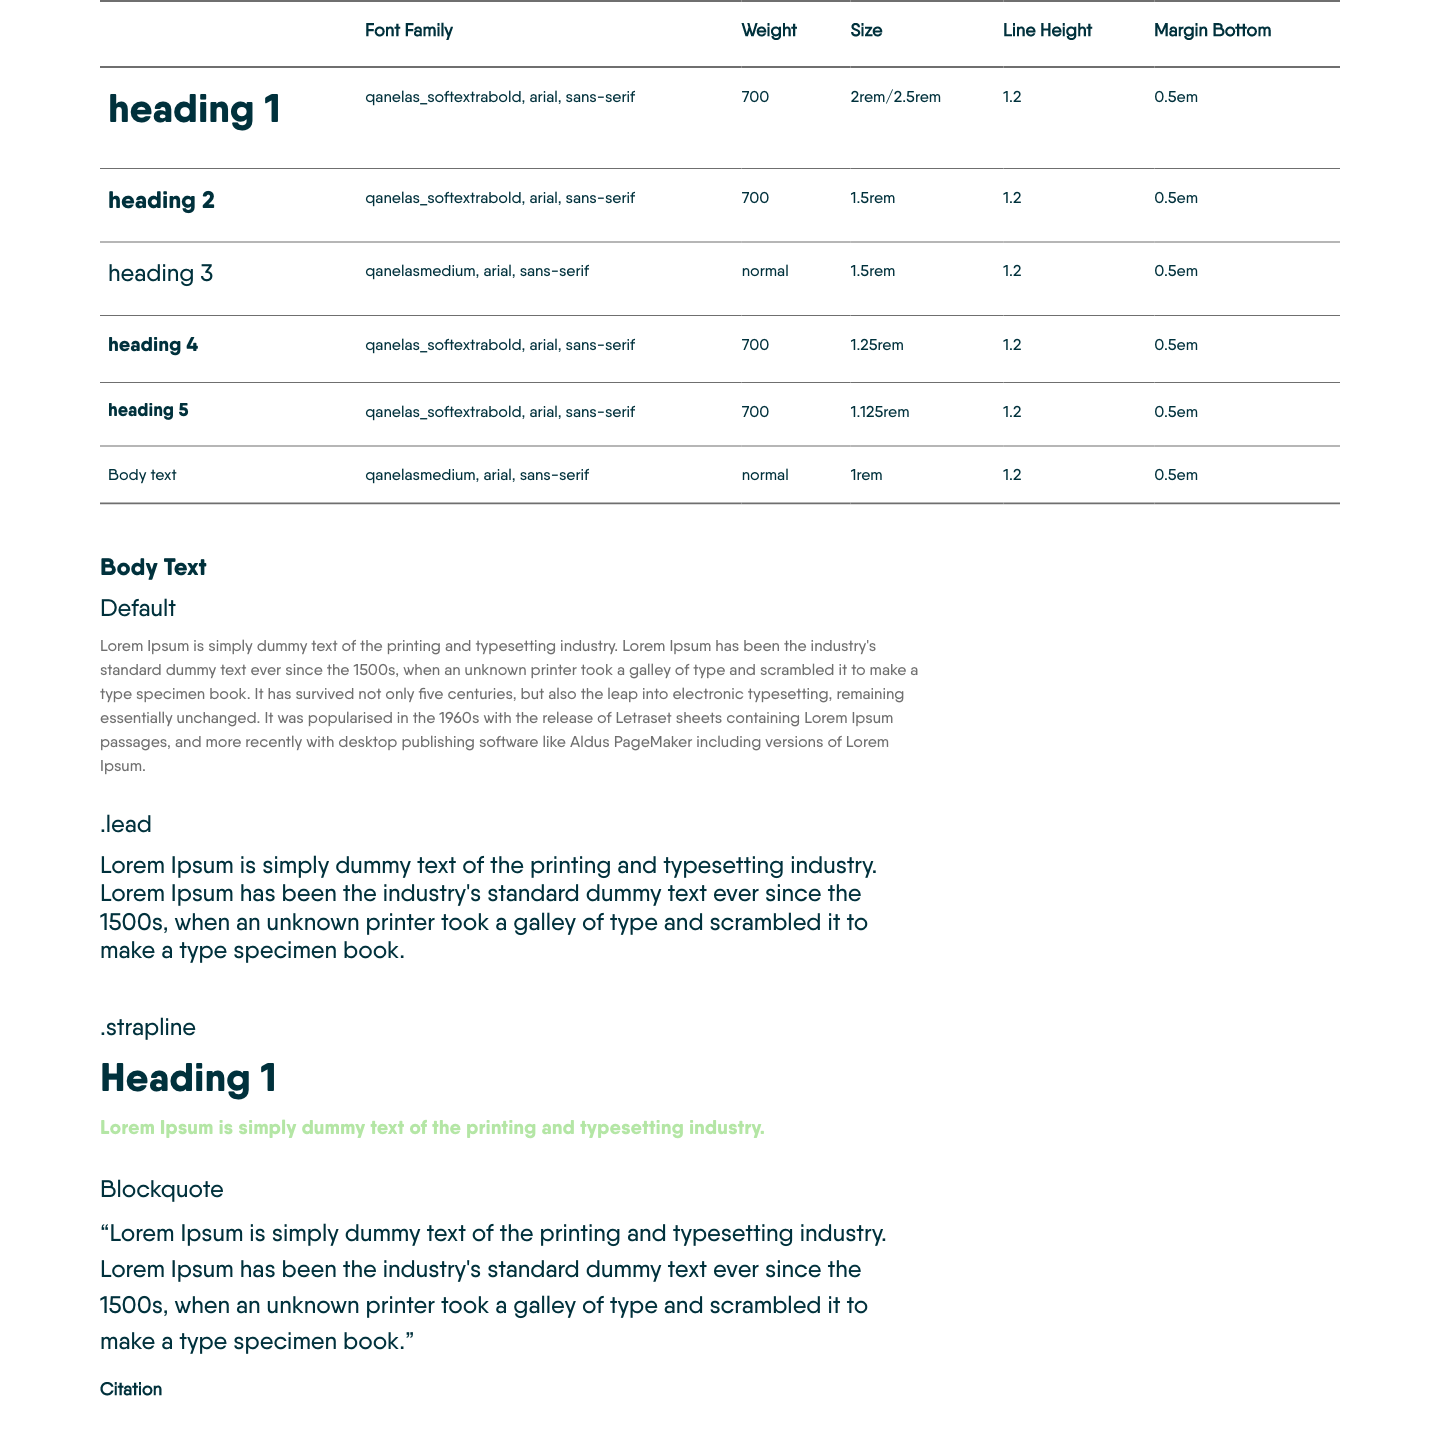 Font Family Weight Size Line Height Margin Bottom
heading 1 qanelas_softextrabold, arial, sans-serif 700 2rem/2.5rem 1.2 0.5em
heading 2 qanelas_softextrabold, arial, sans-serif 700 1.5rem 1.2 0.5em
heading 3 qanelasmedium, arial, sans-serif normal 1.5rem 1.2 0.5em
heading 4 qanelas_softextrabold, arial, sans-serif 700 1.25rem 1.2 0.5em
heading 5 qanelas_softextrabold, arial, sans-serif 700 1.125rem 1.2 0.5em
Body text qanelasmedium, arial, sans-serif normal 1rem 1.2 0.5em
Body Text
Default
Lorem Ipsum is simply dummy text of the printing and typesetting industry. Lorem Ipsum has been the industry's
standard dummy text ever since the 1500s, when an unknown printer took a galley of type and scrambled it to make a
type specimen book. It has survived not only five centuries, but also the leap into electronic typesetting, remaining
essentially unchanged. It was popularised in the 1960s with the release of Letraset sheets containing Lorem Ipsum
passages, and more recently with desktop publishing software like Aldus PageMaker including versions of Lorem
Ipsum.
.lead
Lorem Ipsum is simply dummy text of the printing and typesetting industry.
Lorem Ipsum has been the industry's standard dummy text ever since the
1500s, when an unknown printer took a galley of type and scrambled it to
make a type specimen book.
.strapline
Heading 1
Lorem Ipsum is simply dummy text of the printing and typesetting industry.
Blockquote
“Lorem Ipsum is simply dummy text of the printing and typesetting industry.
Lorem Ipsum has been the industry's standard dummy text ever since the
1500s, when an unknown printer took a galley of type and scrambled it to
make a type specimen book.”
Citation